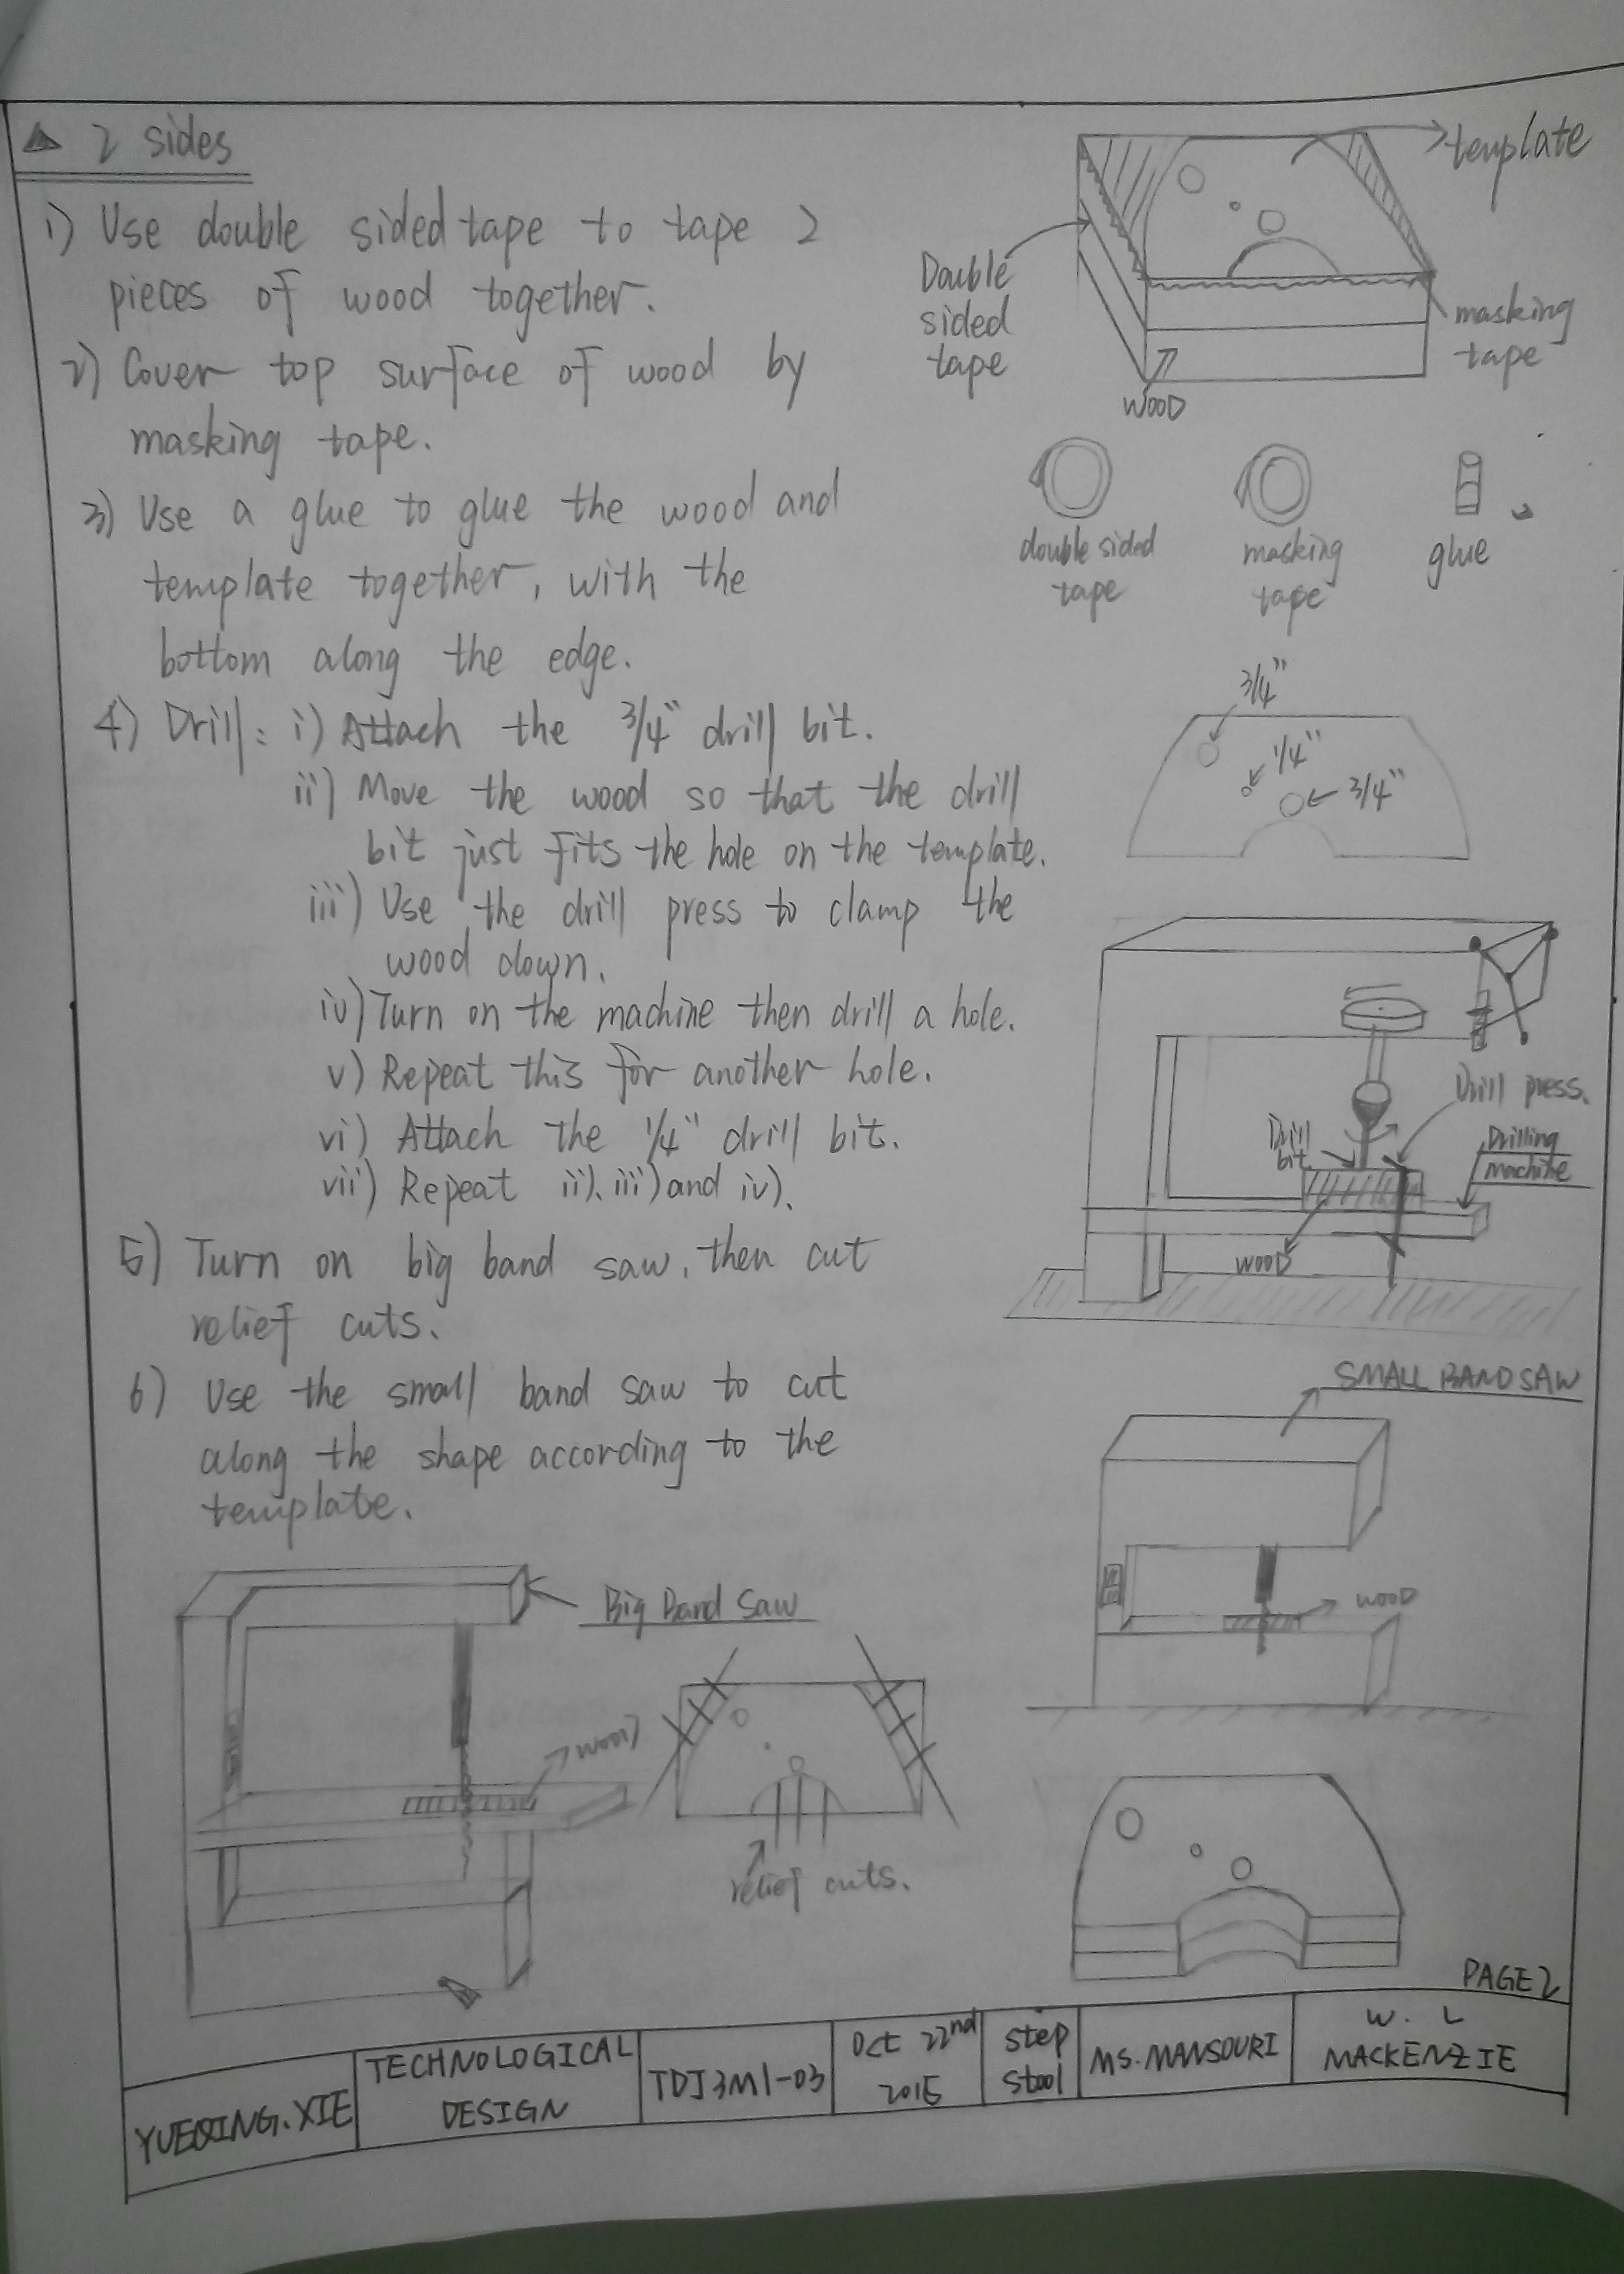 2 sides
1) Use double sided tape to tape 2
pieces of wood together.
2) Cover top surface of wood by
masking tape.
3) Use a glue to glue the wood and
template together, with the
bottom along the edge.
4) Drill: i) Attach the 3/4" drill bit.
ii) Move the wood so that the drill
bit just fits the hole on the template.
iii) Use the drill press to clamp the
wood down.
iv) Turn on the machine then drill a hole.
v) Repeat this for another hole.
vi) Attach the 1/4" drill bit.
vii) Repeat ii), iii) and iv).
5) Turn on big band saw, then cut
relief cuts.
6) Use the small band saw to cut
along the shape according to the
template.
template
Double
sided
tape
masking
tape
WOOD
double sided
tape
masking
tape
glue
3/4"
1/4"
3/4"
Drill press.
Drill
bit
Drilling
machine
WOOD
SMALL BAND SAW
WOOD
Big Band Saw
WOOD
relief cuts.
PAGE 2
YUEQING.XIE
TECHNOLOGICAL
DESIGN
TDJ3M1-03
Oct 22nd
2015
step
stool
MS. MANSOURI
W. L
MACKENZIE